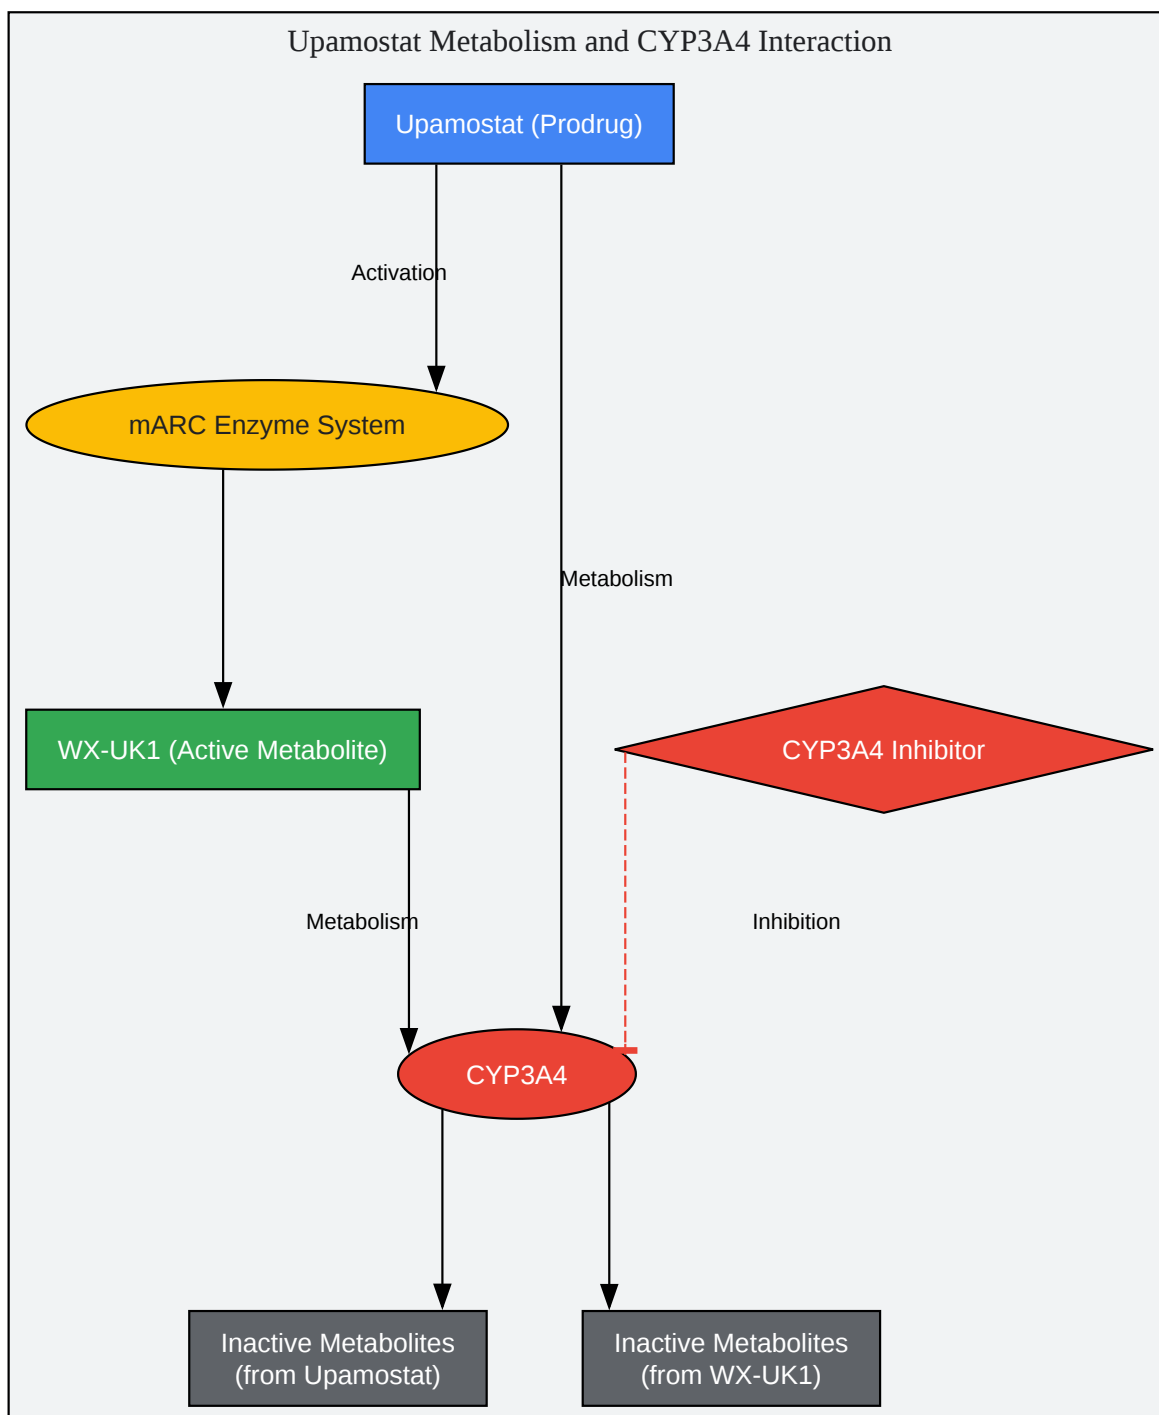 Upamostat Metabolism and CYP3A4 Interaction
Upamostat (Prodrug)
Activation
mARC Enzyme System
Metabolism
WX-UK1 (Active Metabolite)
CYP3A4 Inhibitor
Metabolism
Inhibition
CYP3A4
Inactive Metabolites
(from Upamostat)
Inactive Metabolites
(from WX-UK1)